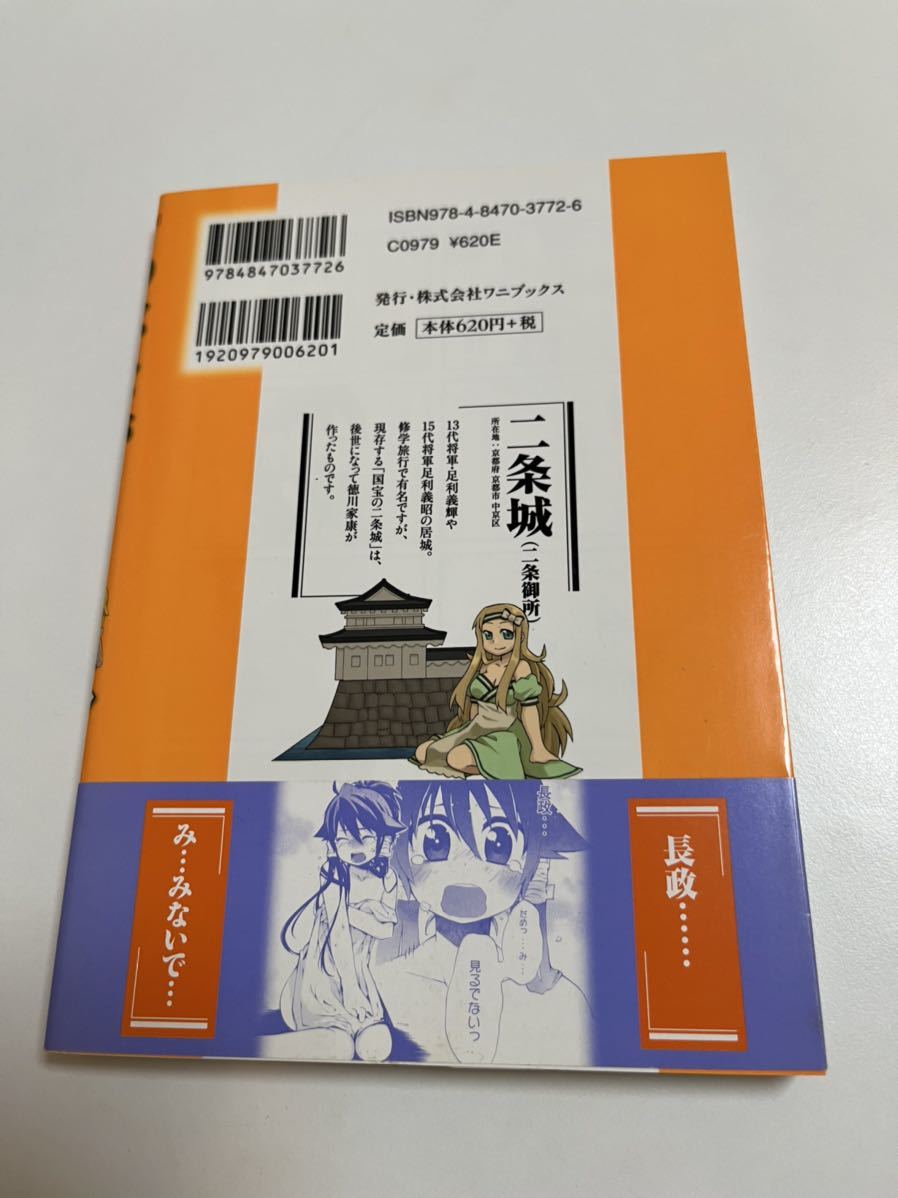 ISBN978-4-8470-3772-6
C0979 ¥620E
9784847037726
1920979006201
発行・株式会社ワニブックス
定価 本体620円+税
二条城(二条御所)
所在地:京都府 京都市 中京区
13代将軍・足利義輝や
15代将軍足利義昭の居城。
修学旅行で有名ですが、
現存する「国宝の二条城」は、
後世になって徳川家康が
作ったものです。
長政……
長政…
だめっ…み…
見るでないっ
み…みないで…